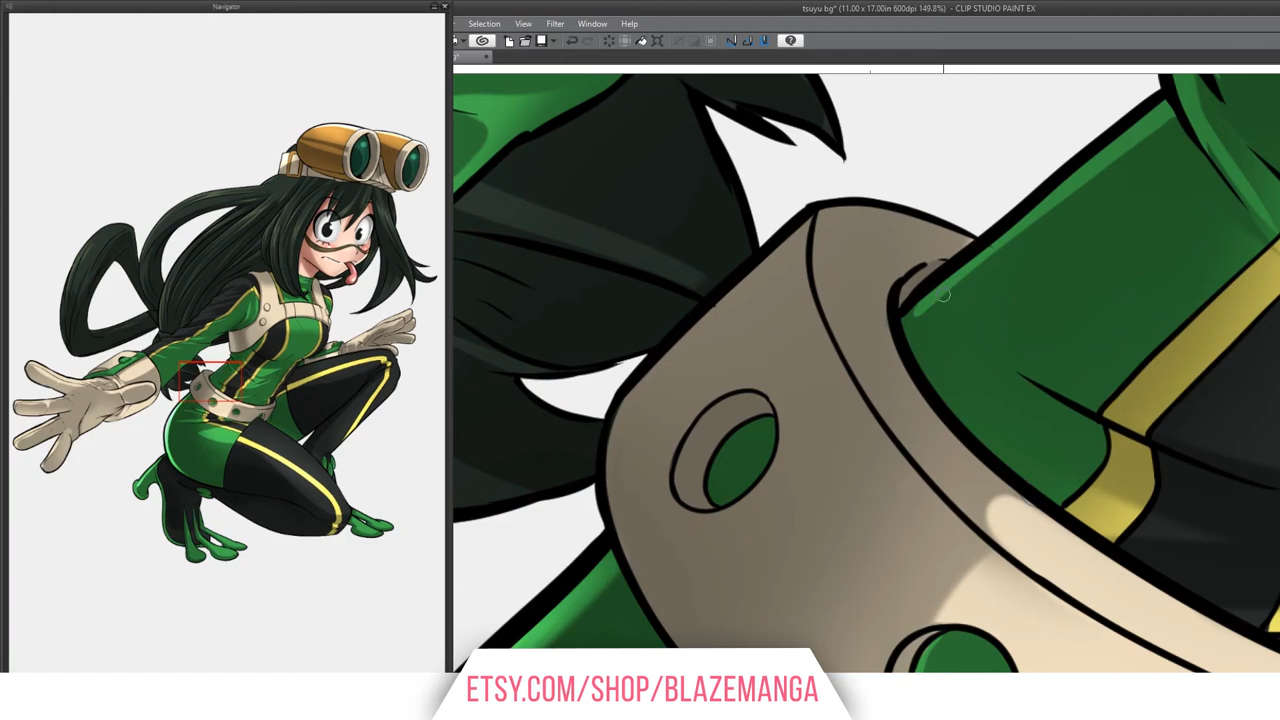 Navigator
tsuyu bg* (11.00 x 17.00in 600dpi 149.8%) - CLIP STUDIO PAINT EX
Selection View Filter Window Help
ETSY.COM/SHOP/BLAZEMANGA